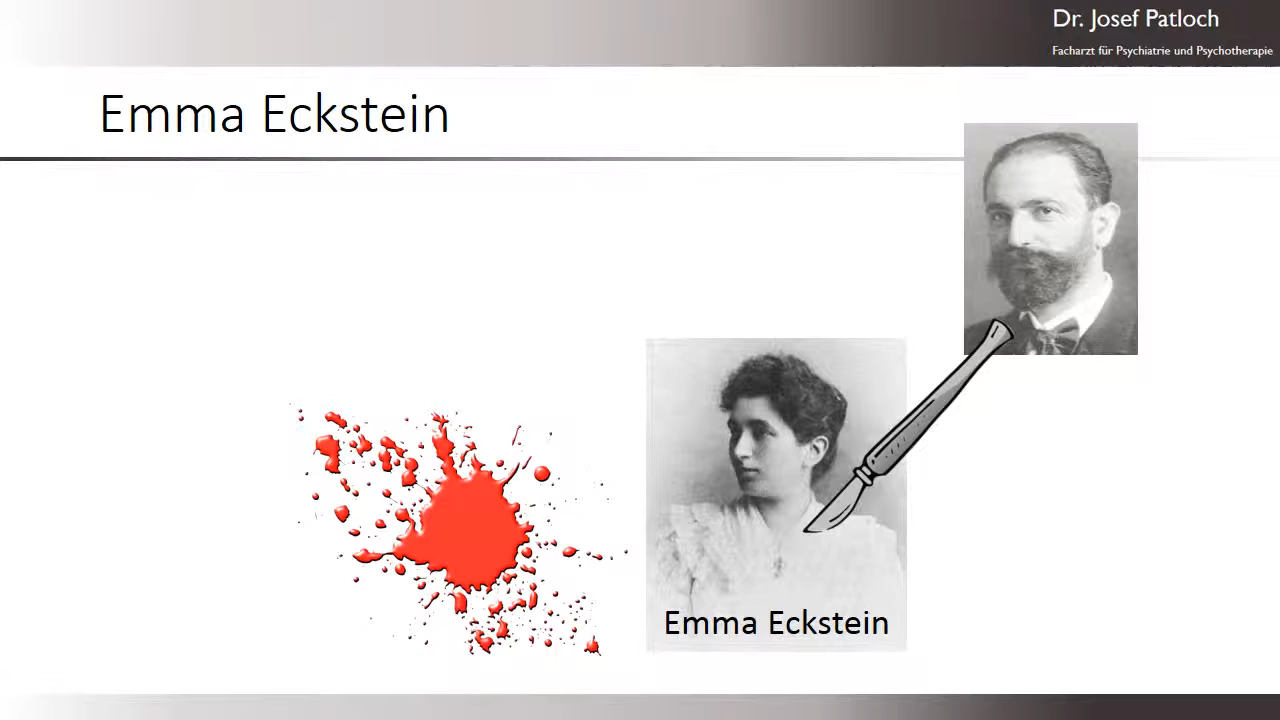 Dr. Josef Patloch
Facharzt für Psychiatrie und Psychotherapie
Emma Eckstein
Emma Eckstein